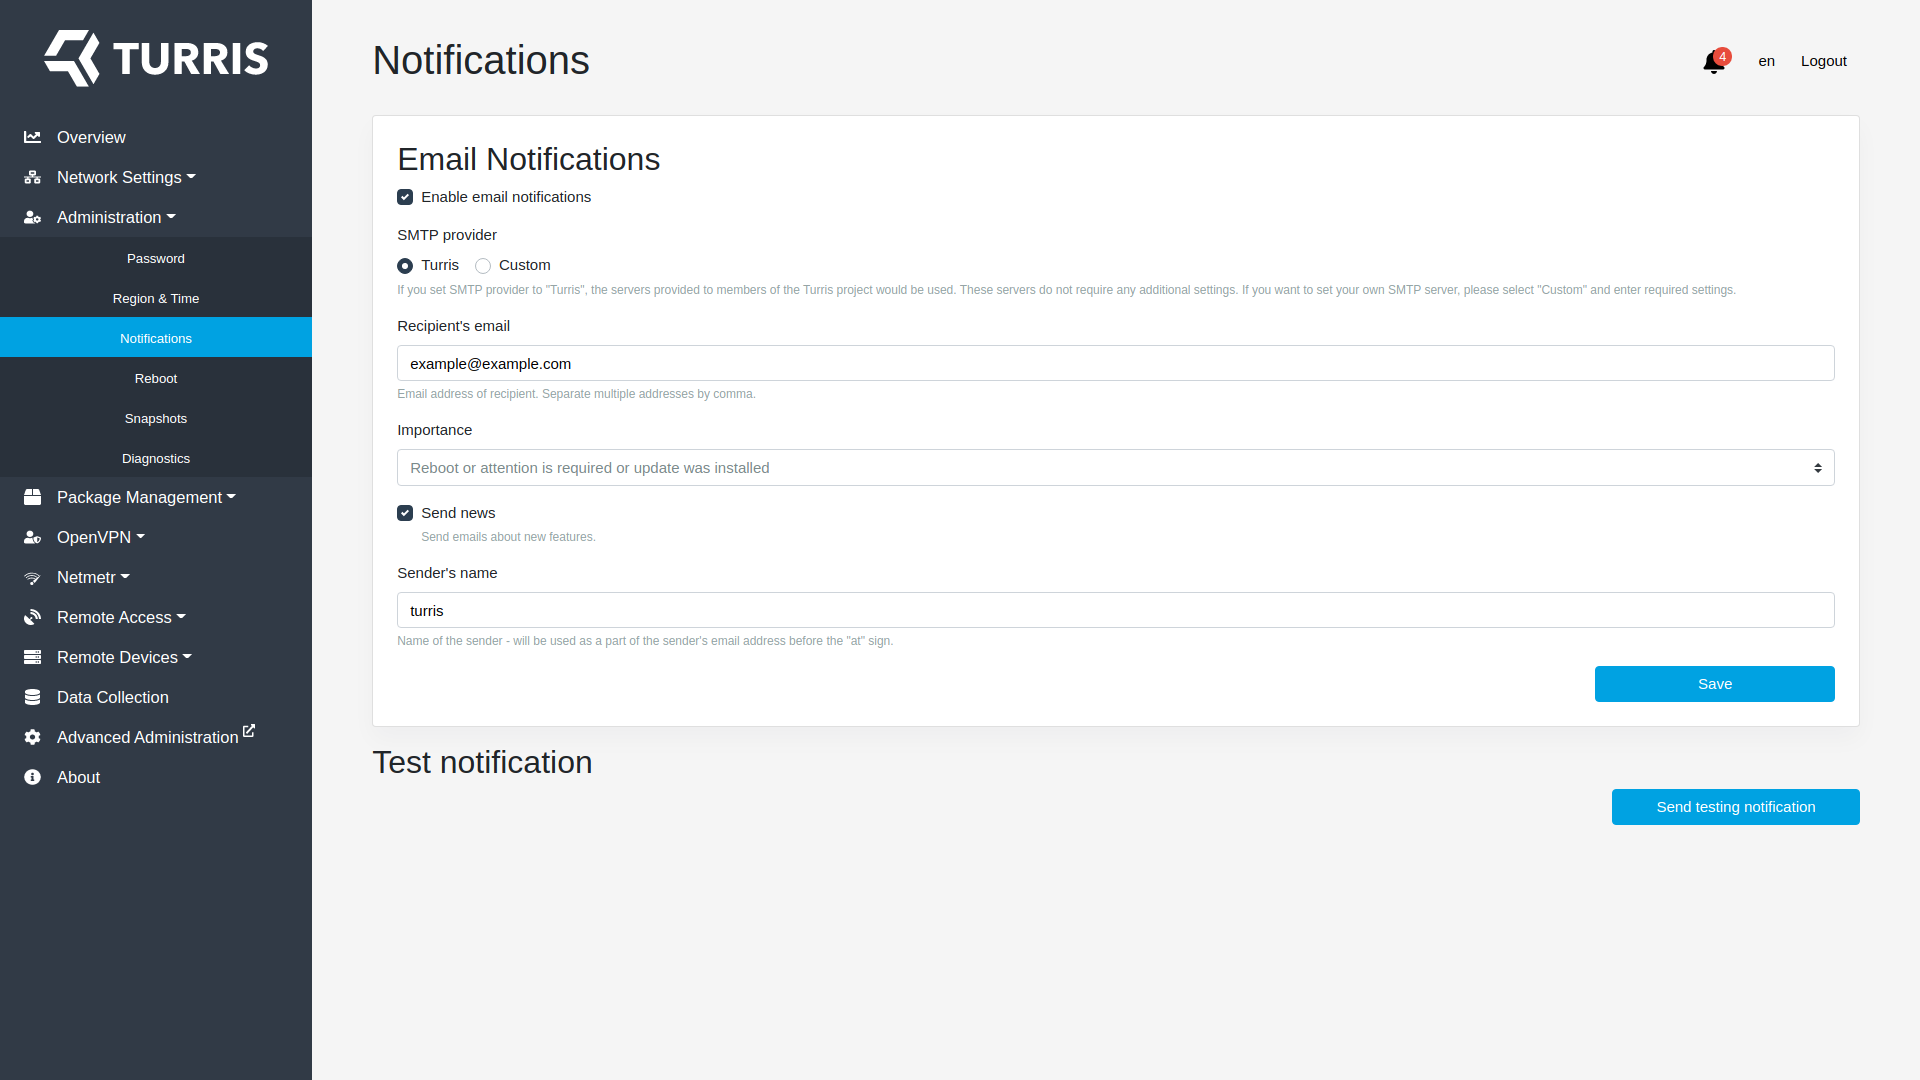 TURRIS
Overview
Network Settings
Administration
Password
Region & Time
Notifications
Reboot
Snapshots
Diagnostics
Package Management
OpenVPN
Netmetr
Remote Access
Remote Devices
Data Collection
Advanced Administration
About
Notifications
4
en
Logout
Email Notifications
Enable email notifications
SMTP provider
Turris Custom
If you set SMTP provider to "Turris", the servers provided to members of the Turris project would be used. These servers do not require any additional settings. If you want to set your own SMTP server, please select "Custom" and enter required settings.
Recipient's email
example@example.com
Email address of recipient. Separate multiple addresses by comma.
Importance
Reboot or attention is required or update was installed
Send news
Send emails about new features.
Sender's name
turris
Name of the sender - will be used as a part of the sender's email address before the "at" sign.
Save
Test notification
Send testing notification